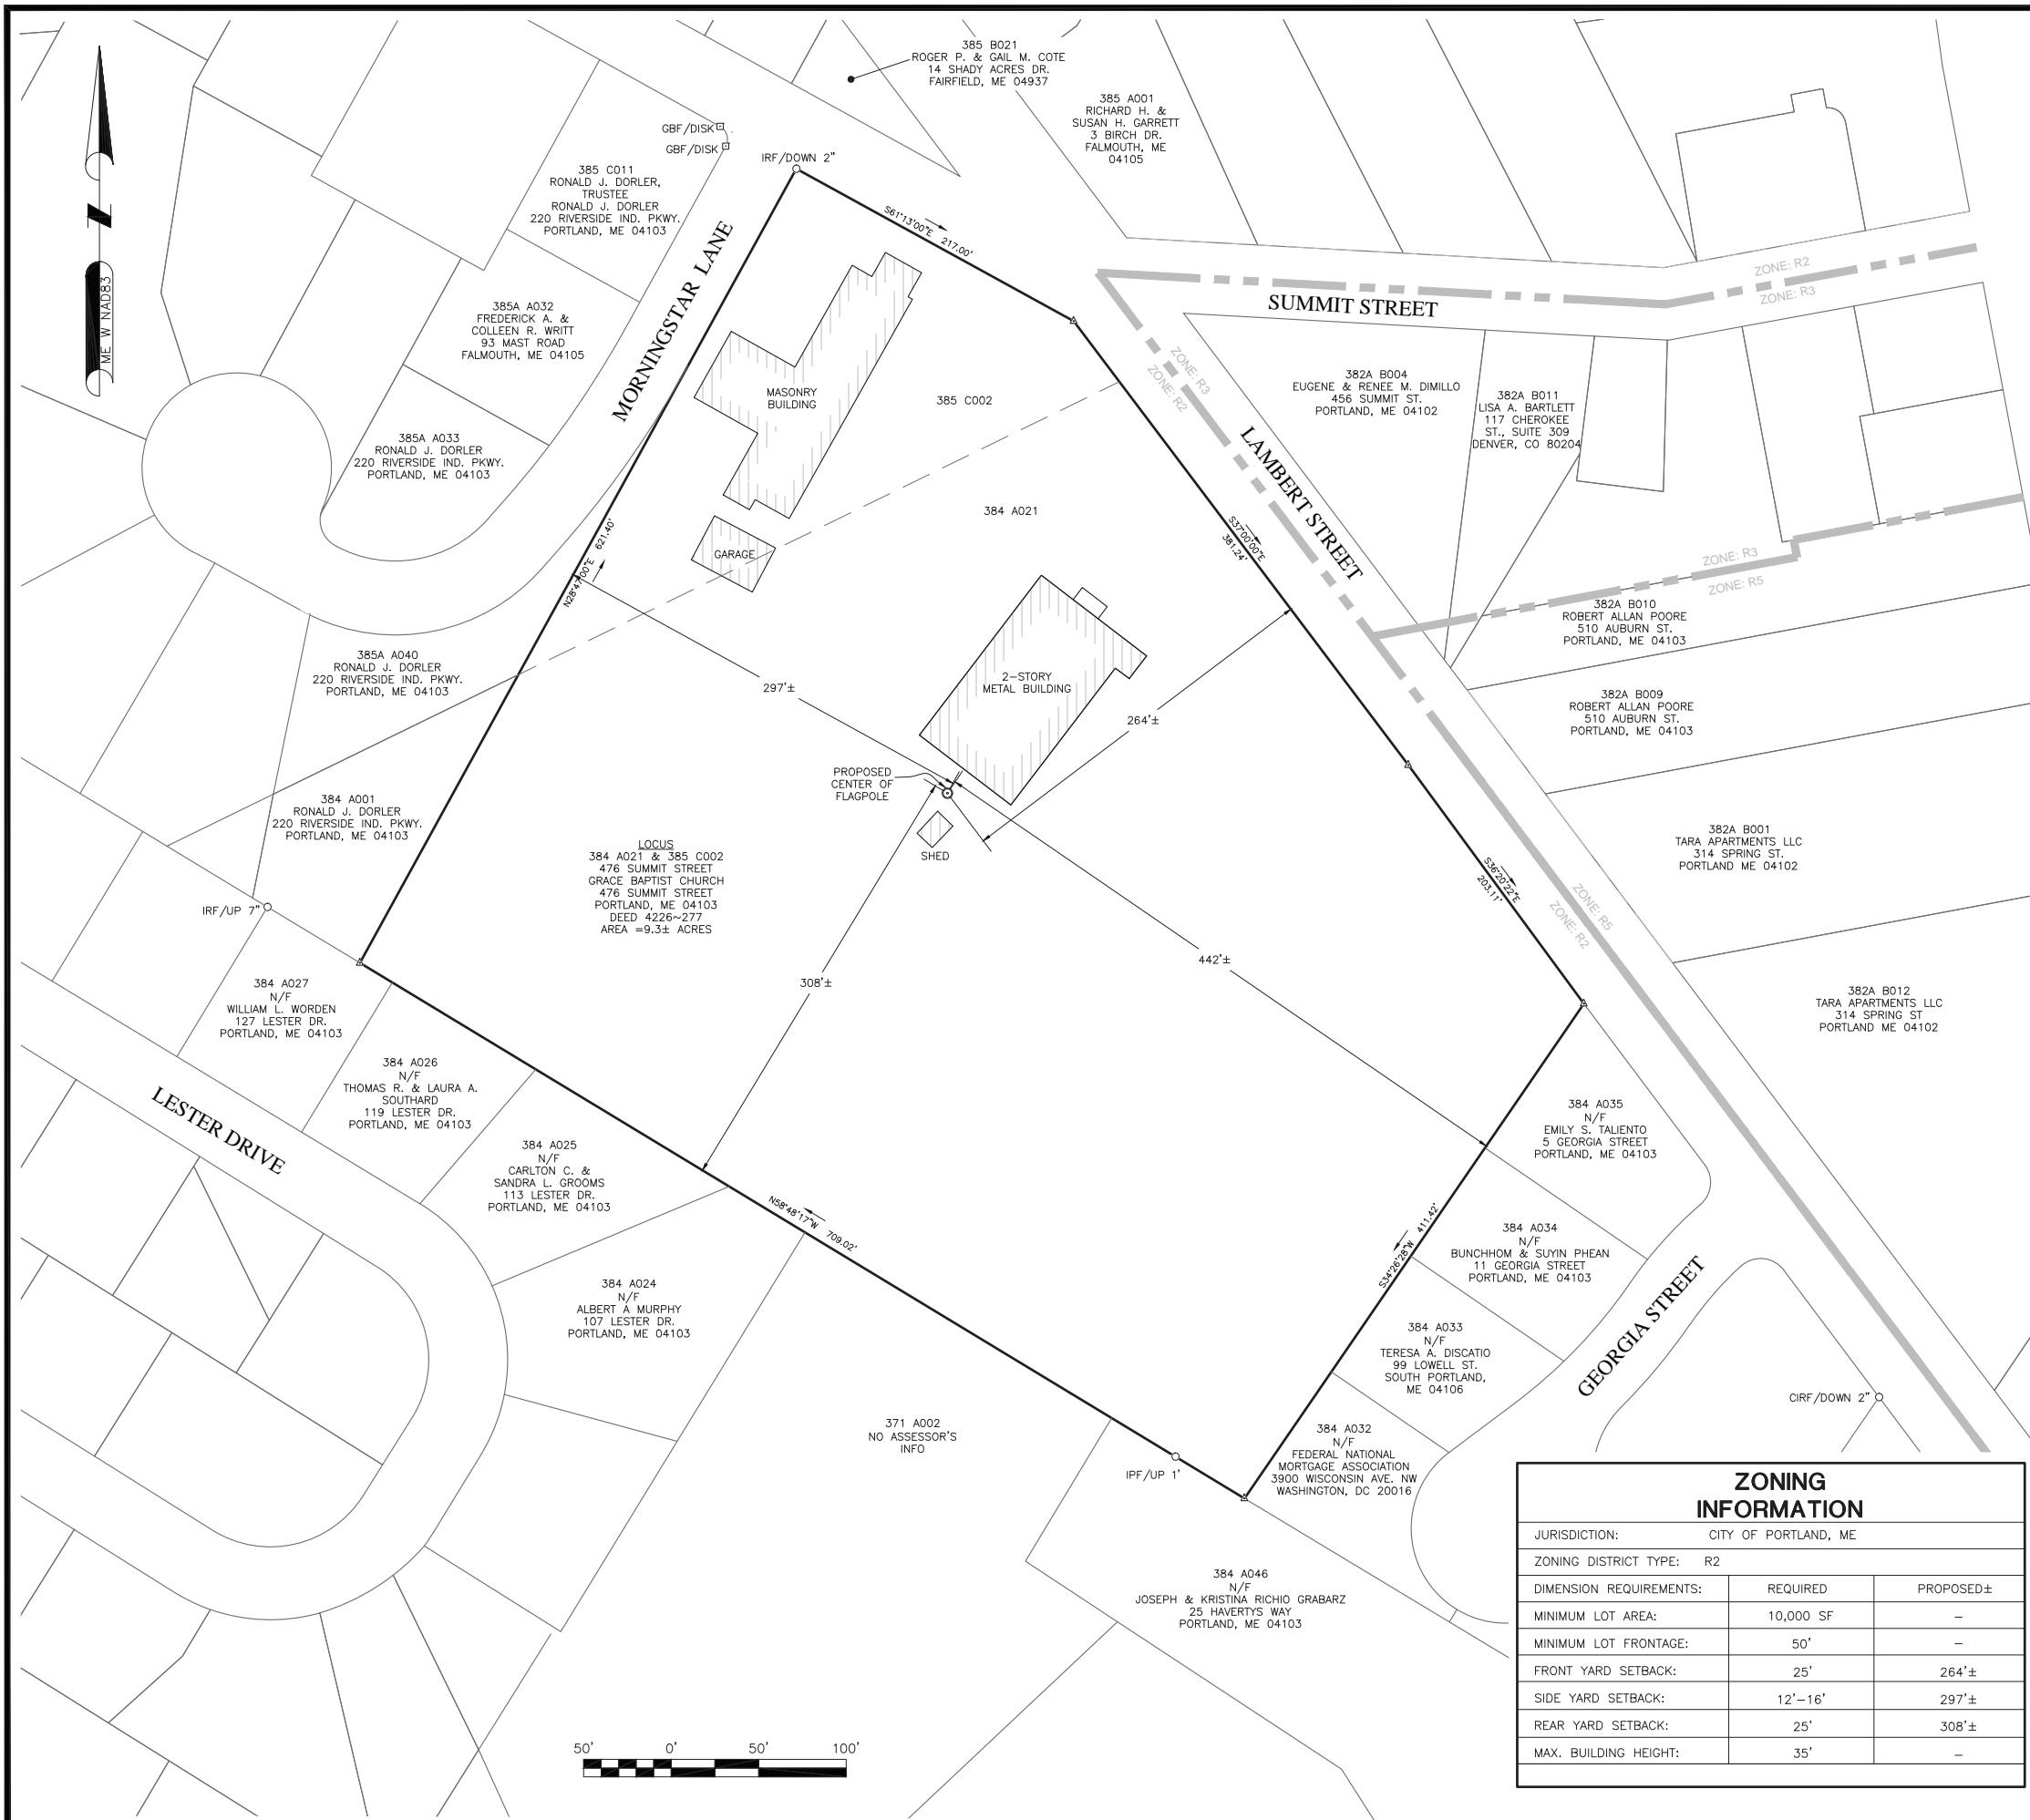 385 B021
ROGER P. & GAIL M. COTE
14 SHADY ACRES DR.
FAIRFIELD, ME 04937
385 A001
RICHARD H. &
SUSAN H. GARRETT
3 BIRCH DR.
FALMOUTH, ME
04105
GBF/DISK
GBF/DISK
IRF/DOWN 2"
385 C011
RONALD J. DORLER,
TRUSTEE
RONALD J. DORLER
220 RIVERSIDE IND. PKWY.
PORTLAND, ME 04103
N
ME W NAD83
S61°13'00"E 217.00'
MORNINGSTAR LANE
385A A032
FREDERICK A. &
COLLEEN R. WRITT
93 MAST ROAD
FALMOUTH, ME 04105
ZONE: R2
ZONE: R3
SUMMIT STREET
ZONE: R3
ZONE: R2
MASONRY
BUILDING
385 C002
382A B004
EUGENE & RENEE M. DIMILLO
456 SUMMIT ST.
PORTLAND, ME 04102
382A B011
LISA A. BARTLETT
117 CHEROKEE
ST., SUITE 309
DENVER, CO 80204
385A A033
RONALD J. DORLER
220 RIVERSIDE IND. PKWY.
PORTLAND, ME 04103
LAMBERT STREET
384 A021
S37°00'00"E
381.24'
GARAGE
N28°47'00"E 621.40'
ZONE: R3
ZONE: R5
382A B010
ROBERT ALLAN POORE
510 AUBURN ST.
PORTLAND, ME 04103
385A A040
RONALD J. DORLER
220 RIVERSIDE IND. PKWY.
PORTLAND, ME 04103
297'±
2-STORY
METAL BUILDING
264'±
382A B009
ROBERT ALLAN POORE
510 AUBURN ST.
PORTLAND, ME 04103
PROPOSED
CENTER OF
FLAGPOLE
384 A001
RONALD J. DORLER
220 RIVERSIDE IND. PKWY.
PORTLAND, ME 04103
SHED
382A B001
TARA APARTMENTS LLC
314 SPRING ST.
PORTLAND ME 04102
LOCUS
384 A021 & 385 C002
476 SUMMIT STREET
GRACE BAPTIST CHURCH
476 SUMMIT STREET
PORTLAND, ME 04103
DEED 4226~277
AREA =9.3± ACRES
S36°20'22"E
203.11'
ZONE: R5
ZONE: R2
IRF/UP 7"
442'±
308'±
384 A027
N/F
WILLIAM L. WORDEN
127 LESTER DR.
PORTLAND, ME 04103
382A B012
TARA APARTMENTS LLC
314 SPRING ST
PORTLAND ME 04102
384 A026
N/F
THOMAS R. & LAURA A.
SOUTHARD
119 LESTER DR.
PORTLAND, ME 04103
LESTER DRIVE
384 A035
N/F
EMILY S. TALIENTO
5 GEORGIA STREET
PORTLAND, ME 04103
384 A025
N/F
CARLTON C. &
SANDRA L. GROOMS
113 LESTER DR.
PORTLAND, ME 04103
N58°48'17"W 709.02'
S34°26'28"W 411.42'
384 A034
N/F
BUNCHHOM & SUYIN PHEAN
11 GEORGIA STREET
PORTLAND, ME 04103
384 A024
N/F
ALBERT A MURPHY
107 LESTER DR.
PORTLAND, ME 04103
GEORGIA STREET
384 A033
N/F
TERESA A. DISCATIO
99 LOWELL ST.
SOUTH PORTLAND,
ME 04106
CIRF/DOWN 2"
371 A002
NO ASSESSOR'S
INFO
384 A032
N/F
FEDERAL NATIONAL
MORTGAGE ASSOCIATION
3900 WISCONSIN AVE. NW
WASHINGTON, DC 20016
IPF/UP 1'
384 A046
N/F
JOSEPH & KRISTINA RICHIO GRABARZ
25 HAVERTYS WAY
PORTLAND, ME 04103
ZONING
INFORMATION
JURISDICTION: CITY OF PORTLAND, ME
ZONING DISTRICT TYPE: R2
DIMENSION REQUIREMENTS: REQUIRED PROPOSED±
MINIMUM LOT AREA: 10,000 SF –
MINIMUM LOT FRONTAGE: 50' –
FRONT YARD SETBACK: 25' 264'±
SIDE YARD SETBACK: 12'–16' 297'±
REAR YARD SETBACK: 25' 308'±
MAX. BUILDING HEIGHT: 35' –
50' 0' 50' 100'